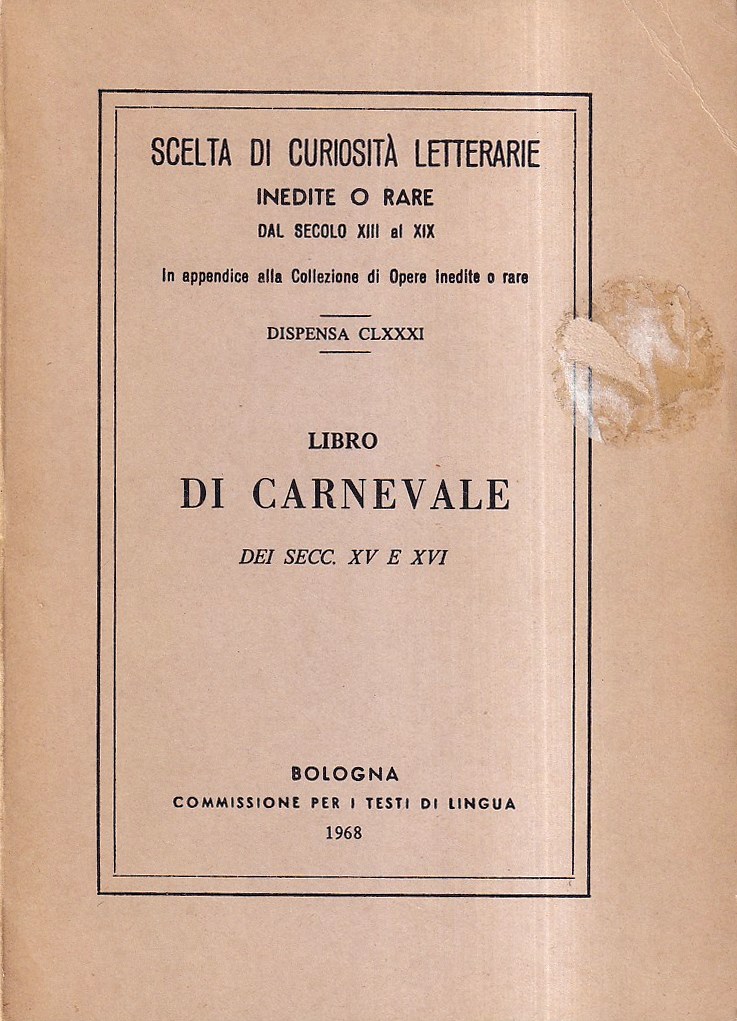 SCELTA DI CURIOSITÀ LETTERARIE
INEDITE O RARE
DAL SECOLO XIII al XIX
In appendice alla Collezione di Opere inedite o rare
DISPENSA CLXXXI
LIBRO
DI CARNEVALE
DEI SECC. XV E XVI
BOLOGNA
COMMISSIONE PER I TESTI DI LINGUA
1968